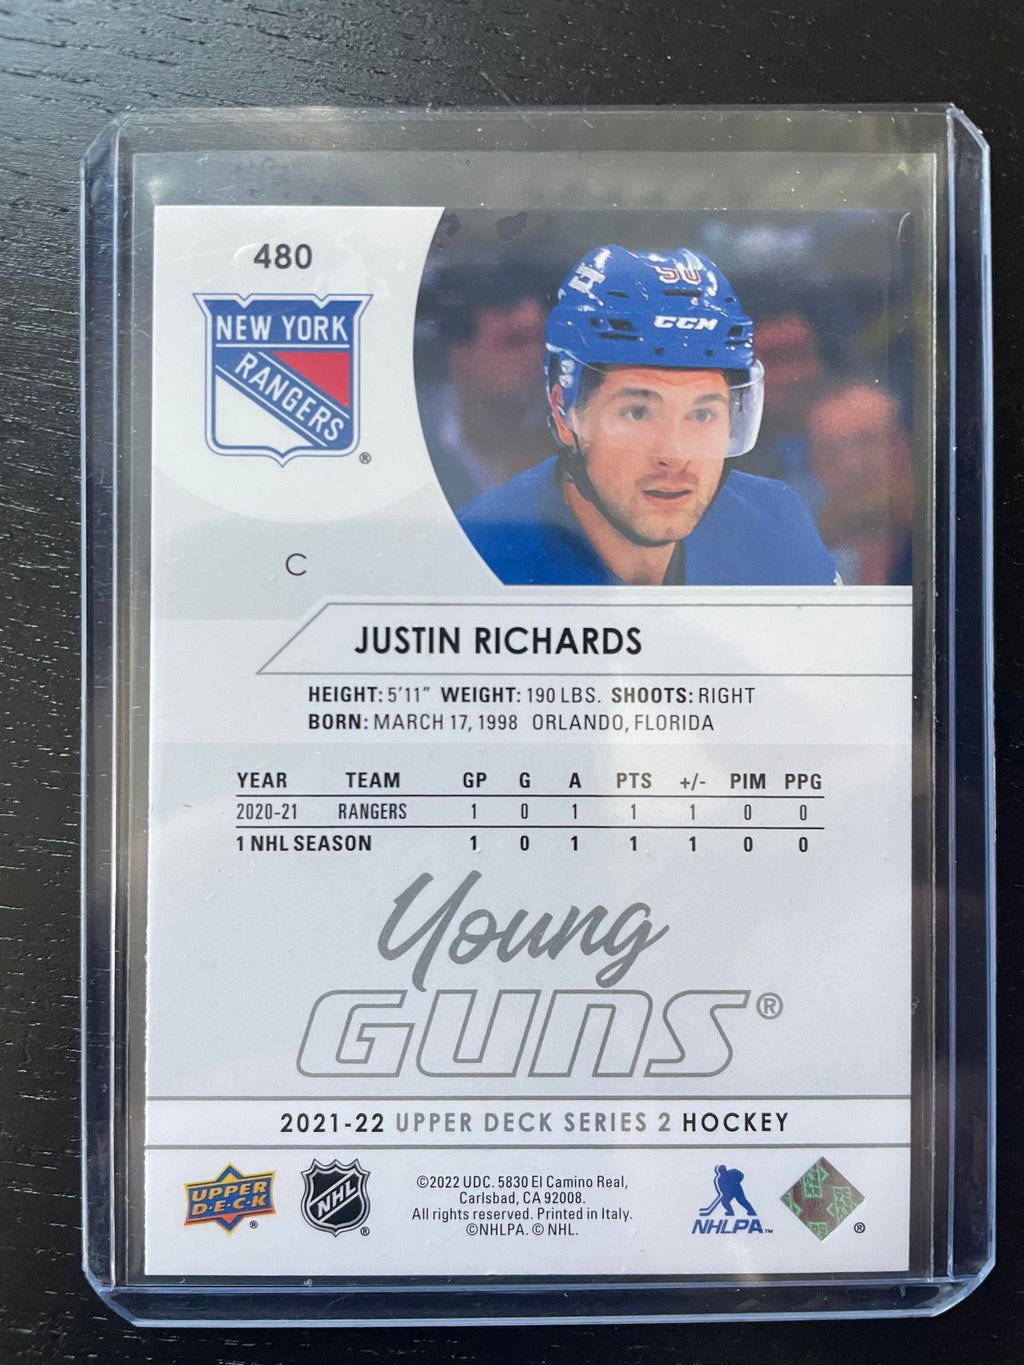 480
NEW YORK
RANGERS
®
90
CCM
C
JUSTIN RICHARDS
HEIGHT: 5'11" WEIGHT: 190 LBS. SHOOTS: RIGHT
BORN: MARCH 17, 1998 ORLANDO, FLORIDA
YEAR TEAM GP G A PTS +/- PIM PPG
2020-21 RANGERS 1 0 1 1 1 0 0
1 NHL SEASON 1 0 1 1 1 0 0
Young
GUNS®
2021-22 UPPER DECK SERIES 2 HOCKEY
UPPER
D·E·C·K
®
NHL
®
©2022 UDC. 5830 El Camino Real,
Carlsbad, CA 92008.
All rights reserved. Printed in Italy.
©NHLPA. © NHL.
NHLPA™
®